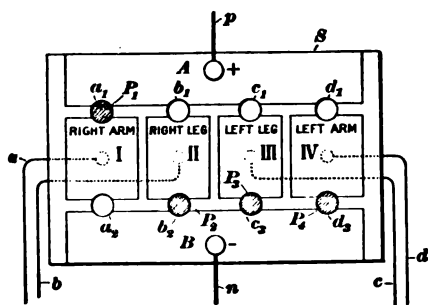 p
S
A +
a₁ P₁ b₁ c₁ d₁
RIGHT ARM RIGHT LEG LEFT LEG LEFT ARM
a I II III IV
P₃
a₂ b₂ P₂ c₂ P₄ d₂
B -
b n c d